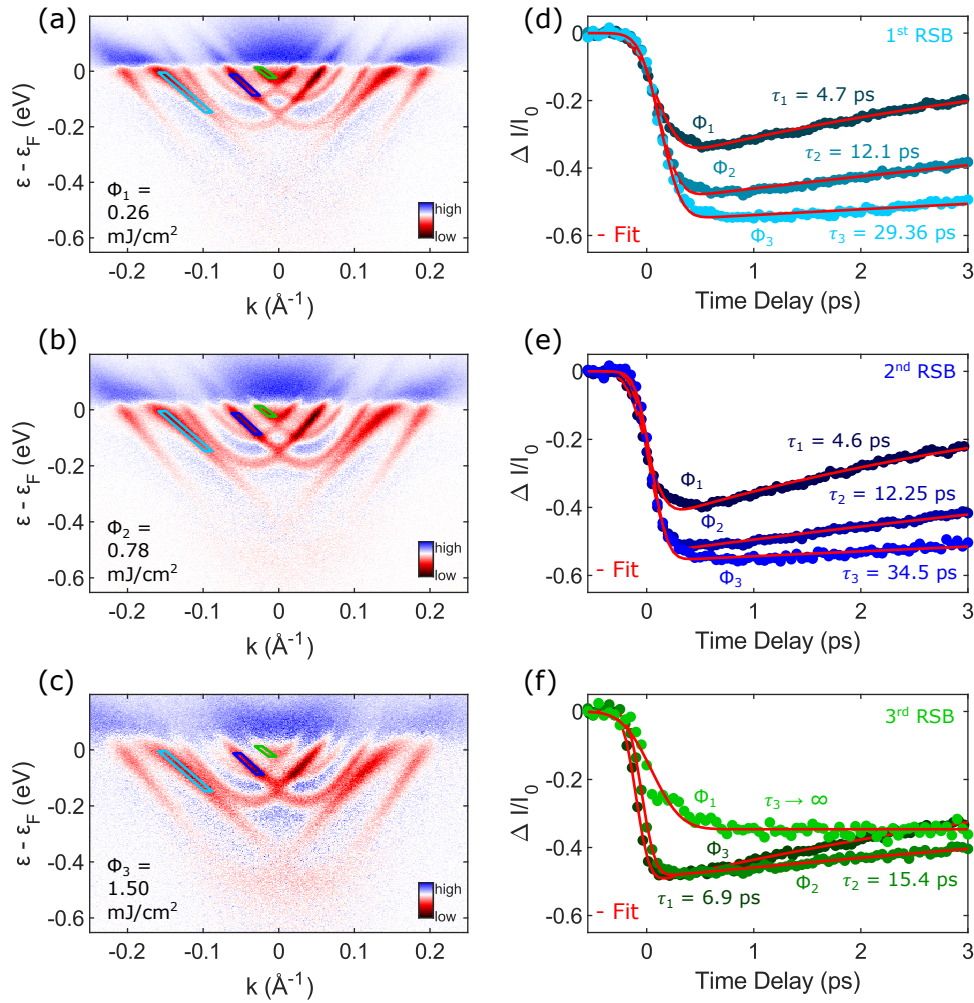 (a)
ε - ε_F (eV)
0
-0.2
-0.4
-0.6
Φ₁ =
0.26
mJ/cm²
high
low
-0.2 -0.1 0 0.1 0.2
k (Å⁻¹)
(d)
Δ I/I₀
0
-0.2
-0.4
-0.6
1ˢᵗ RSB
τ₁ = 4.7 ps
Φ₁
τ₂ = 12.1 ps
Φ₂
- Fit
Φ₃
τ₃ = 29.36 ps
0 1 2 3
Time Delay (ps)
(b)
ε - ε_F (eV)
0
-0.2
-0.4
-0.6
Φ₂ =
0.78
mJ/cm²
high
low
-0.2 -0.1 0 0.1 0.2
k (Å⁻¹)
(e)
Δ I/I₀
0
-0.2
-0.4
-0.6
2ⁿᵈ RSB
τ₁ = 4.6 ps
Φ₁
τ₂ = 12.25 ps
Φ₂
- Fit
Φ₃
τ₃ = 34.5 ps
0 1 2 3
Time Delay (ps)
(c)
ε - ε_F (eV)
0
-0.2
-0.4
-0.6
Φ₃ =
1.50
mJ/cm²
high
low
-0.2 -0.1 0 0.1 0.2
k (Å⁻¹)
(f)
Δ I/I₀
0
-0.2
-0.4
-0.6
3ʳᵈ RSB
Φ₁
τ₃ → ∞
Φ₃
Φ₂
τ₂ = 15.4 ps
τ₁ = 6.9 ps
- Fit
0 1 2 3
Time Delay (ps)